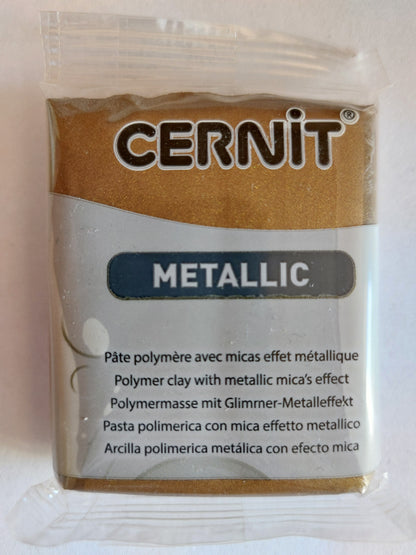 CERNiT®
METALLIC
Pâte polymère avec micas effet métallique
Polymer clay with metallic mica's effect
Polymermasse mit Glimrner-Metalleffekt
Pasta polimerica con mica effetto metallico
Arcilla polimerica metálica con efecto mica